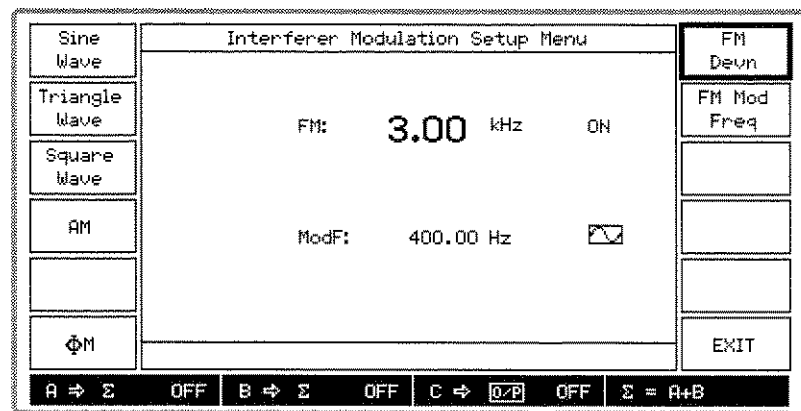 Interferer Modulation Setup Menu
Sine
Wave
Triangle
Wave
Square
Wave
AM
ΦM
FM: 3.00 kHz ON
ModF: 400.00 Hz
FM
Devn
FM Mod
Freq
EXIT
A ⇒ Σ OFF B ⇒ Σ OFF C ⇒ O/P OFF Σ = A+B